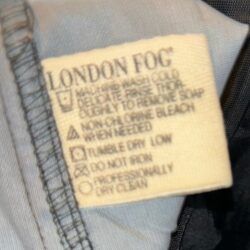 LONDON FOG®
MACHINE WASH COLD
DELICATE RINSE THOR-
OUGHLY TO REMOVE SOAP
NON-CHLORINE BLEACH
WHEN NEEDED
TUMBLE DRY LOW
DO NOT IRON
PROFESSIONALLY
DRY CLEAN